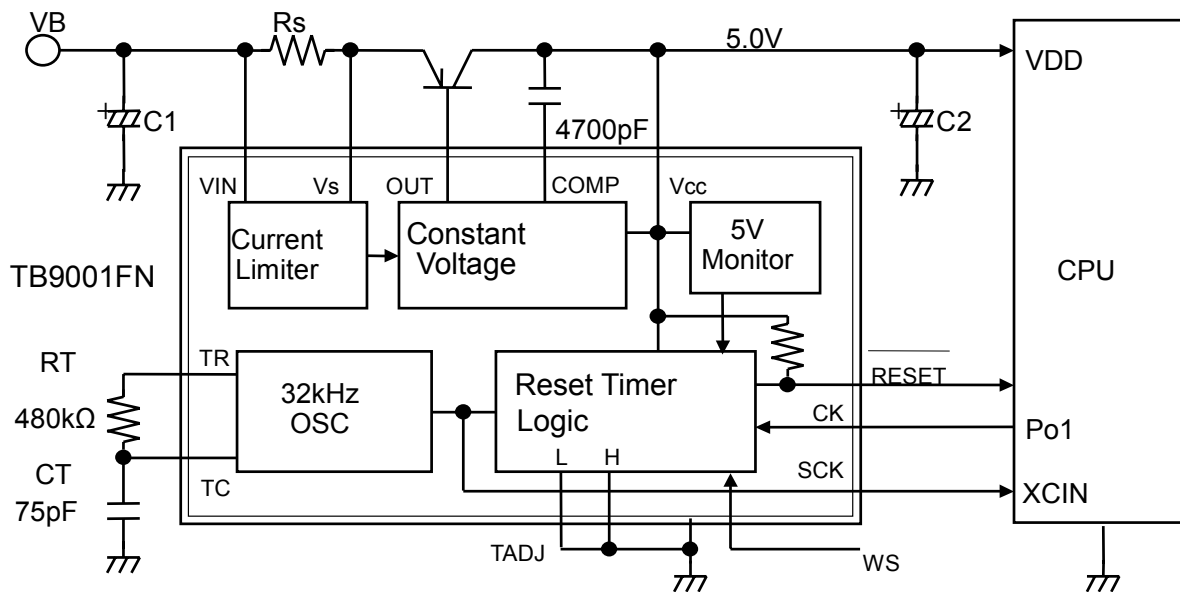 VB
Rs
5.0V
VDD
+
C1
4700pF
+
C2
VIN
Vs
OUT
COMP
Vcc
Current
Limiter
Constant
Voltage
5V
Monitor
CPU
TB9001FN
TR
RT
480kΩ
32kHz
OSC
Reset Timer
Logic
L
H
RESET
CK
Po1
CT
75pF
TC
SCK
XCIN
TADJ
WS